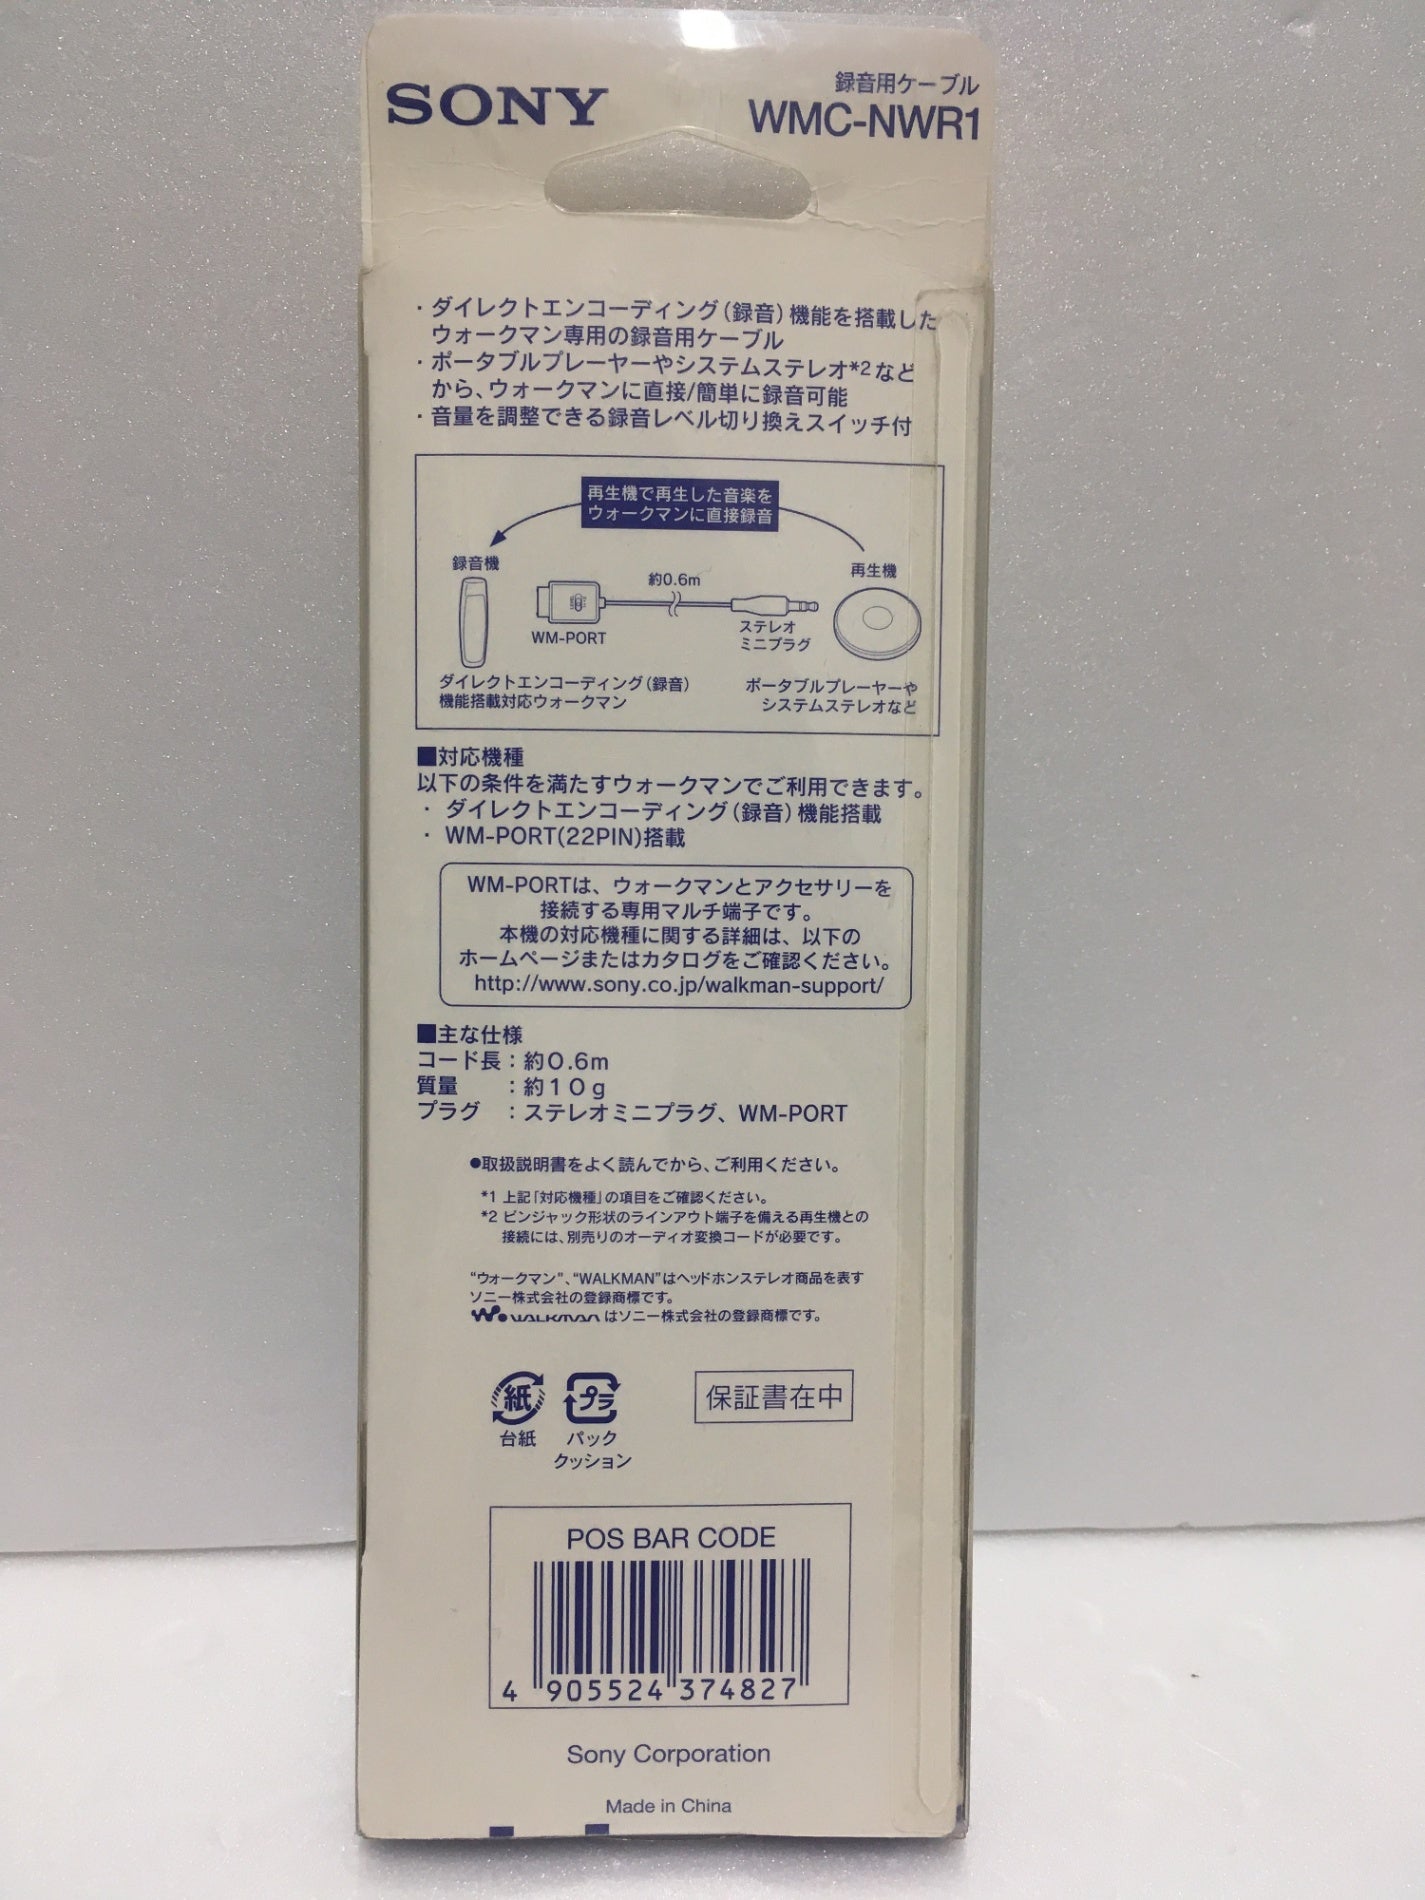 SONY
録音用ケーブル
WMC-NWR1
・ダイレクトエンコーディング(録音)機能を搭載した
ウォークマン専用の録音用ケーブル
・ポータブルプレーヤーやシステムステレオ*2など
から、ウォークマンに直接/簡単に録音可能
・音量を調整できる録音レベル切り換えスイッチ付
再生機で再生した音楽を
ウォークマンに直接録音
録音機
再生機
約0.6m
WM-PORT
ステレオ
ミニプラグ
ダイレクトエンコーディング(録音)
機能搭載対応ウォークマン
ポータブルプレーヤーや
システムステレオなど
■対応機種
以下の条件を満たすウォークマンでご利用できます。
・ ダイレクトエンコーディング(録音)機能搭載
・ WM-PORT(22PIN)搭載
WM-PORTは、ウォークマンとアクセサリーを
接続する専用マルチ端子です。
本機の対応機種に関する詳細は、以下の
ホームページまたはカタログをご確認ください。
http://www.sony.co.jp/walkman-support/
■主な仕様
コード長：約0.6m
質量　　：約10g
プラグ　：ステレオミニプラグ、WM-PORT
●取扱説明書をよく読んでから、ご利用ください。
*1 上記「対応機種」の項目をご確認ください。
*2 ピンジャック形状のラインアウト端子を備える再生機との
接続には、別売りのオーディオ変換コードが必要です。
“ウォークマン”、“WALKMAN”はヘッドホンステレオ商品を表す
ソニー株式会社の登録商標です。
W. WALKMAN はソニー株式会社の登録商標です。
紙
プラ
台紙
パック
クッション
保証書在中
POS BAR CODE
4 905524 374827
Sony Corporation
Made in China